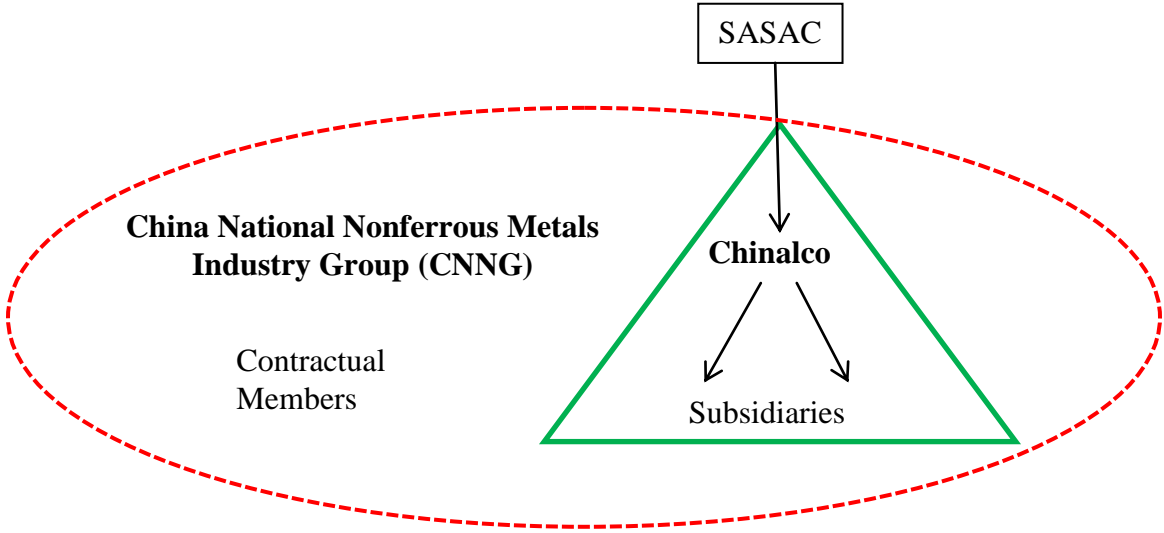 SASAC
China National Nonferrous Metals
Industry Group (CNNG)
Chinalco
Contractual
Members
Subsidiaries